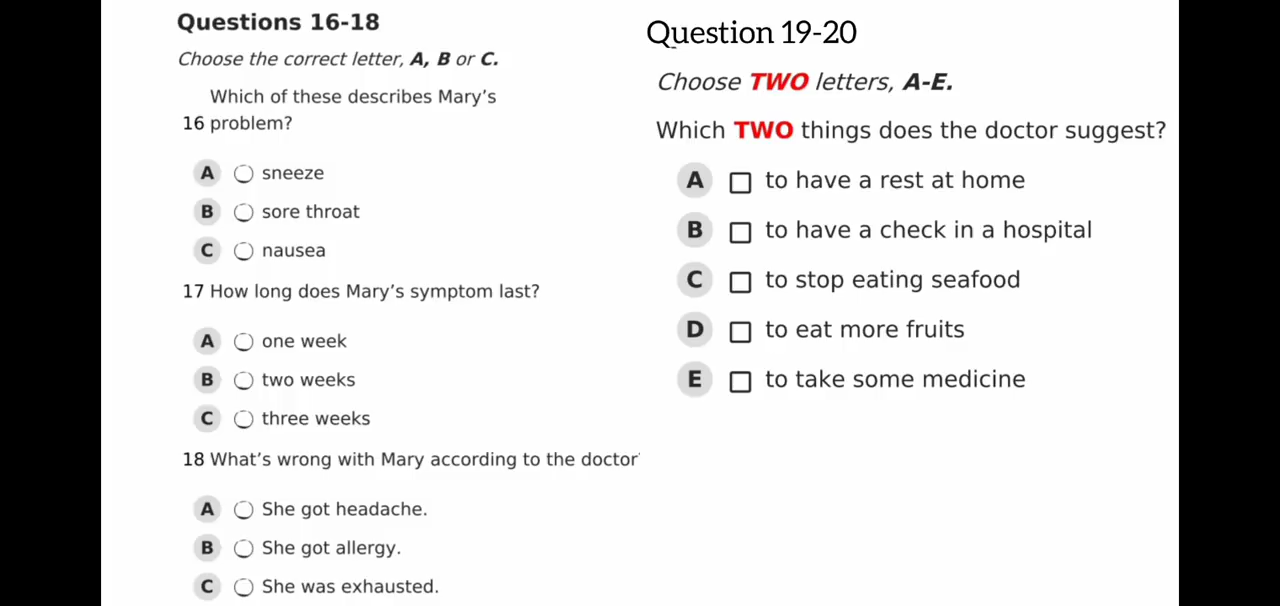 Questions 16-18
Choose the correct letter, A, B or C.
Which of these describes Mary's
16 problem?
A sneeze
B sore throat
C nausea
17 How long does Mary's symptom last?
A one week
B two weeks
C three weeks
18 What's wrong with Mary according to the doctor
A She got headache.
B She got allergy.
C She was exhausted.
Question 19-20
Choose TWO letters, A-E.
Which TWO things does the doctor suggest?
A to have a rest at home
B to have a check in a hospital
C to stop eating seafood
D to eat more fruits
E to take some medicine